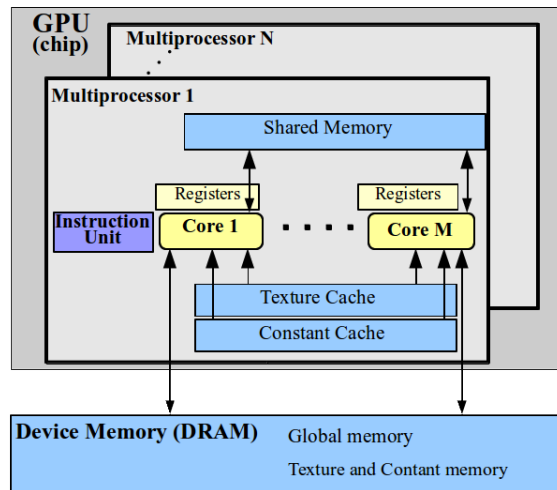 GPU
(chip)
Multiprocessor N
Multiprocessor 1
Shared Memory
Registers
Registers
Instruction
Unit
Core 1
Core M
Texture Cache
Constant Cache
Device Memory (DRAM)
Global memory
Texture and Contant memory